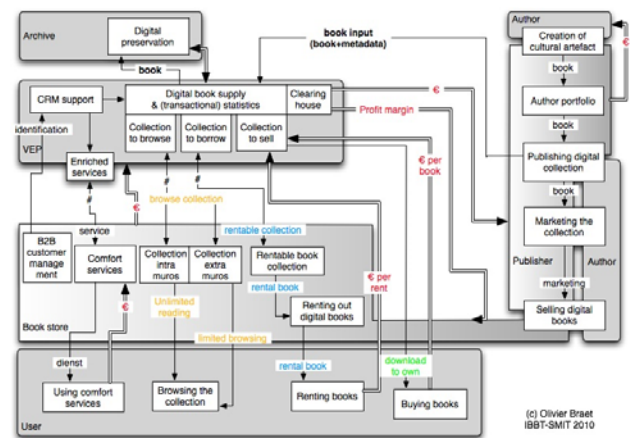 Archive
Digital
preservation
book
book input
(book+metadata)
Author
Creation of
cultural artefact
€
book
Author portfolio
book
Publishing digital
collection
book
Marketing the
collection
Publisher
Author
marketing
Selling digital
books
CRM support
Digital book supply
& (transactional) statistics
Clearing
house
€
Profit margin
identification
VEP
Collection
to browse
Collection
to borrow
Collection
to sell
€ per
book
Enriched
services
#
#
#
€
browse collection
service
rentable collection
B2B
customer
manage
ment
Comfort
services
Collection
intra
muros
Collection
extra
muros
Rentable book
collection
€ per
rent
rental book
€
Unlimited
reading
Renting out
digital books
Book store
limited browsing
dienst
rental book
download
to own
Using comfort
services
Browsing the
collection
Renting books
Buying books
User
(c) Olivier Braet
IBBT-SMIT 2010